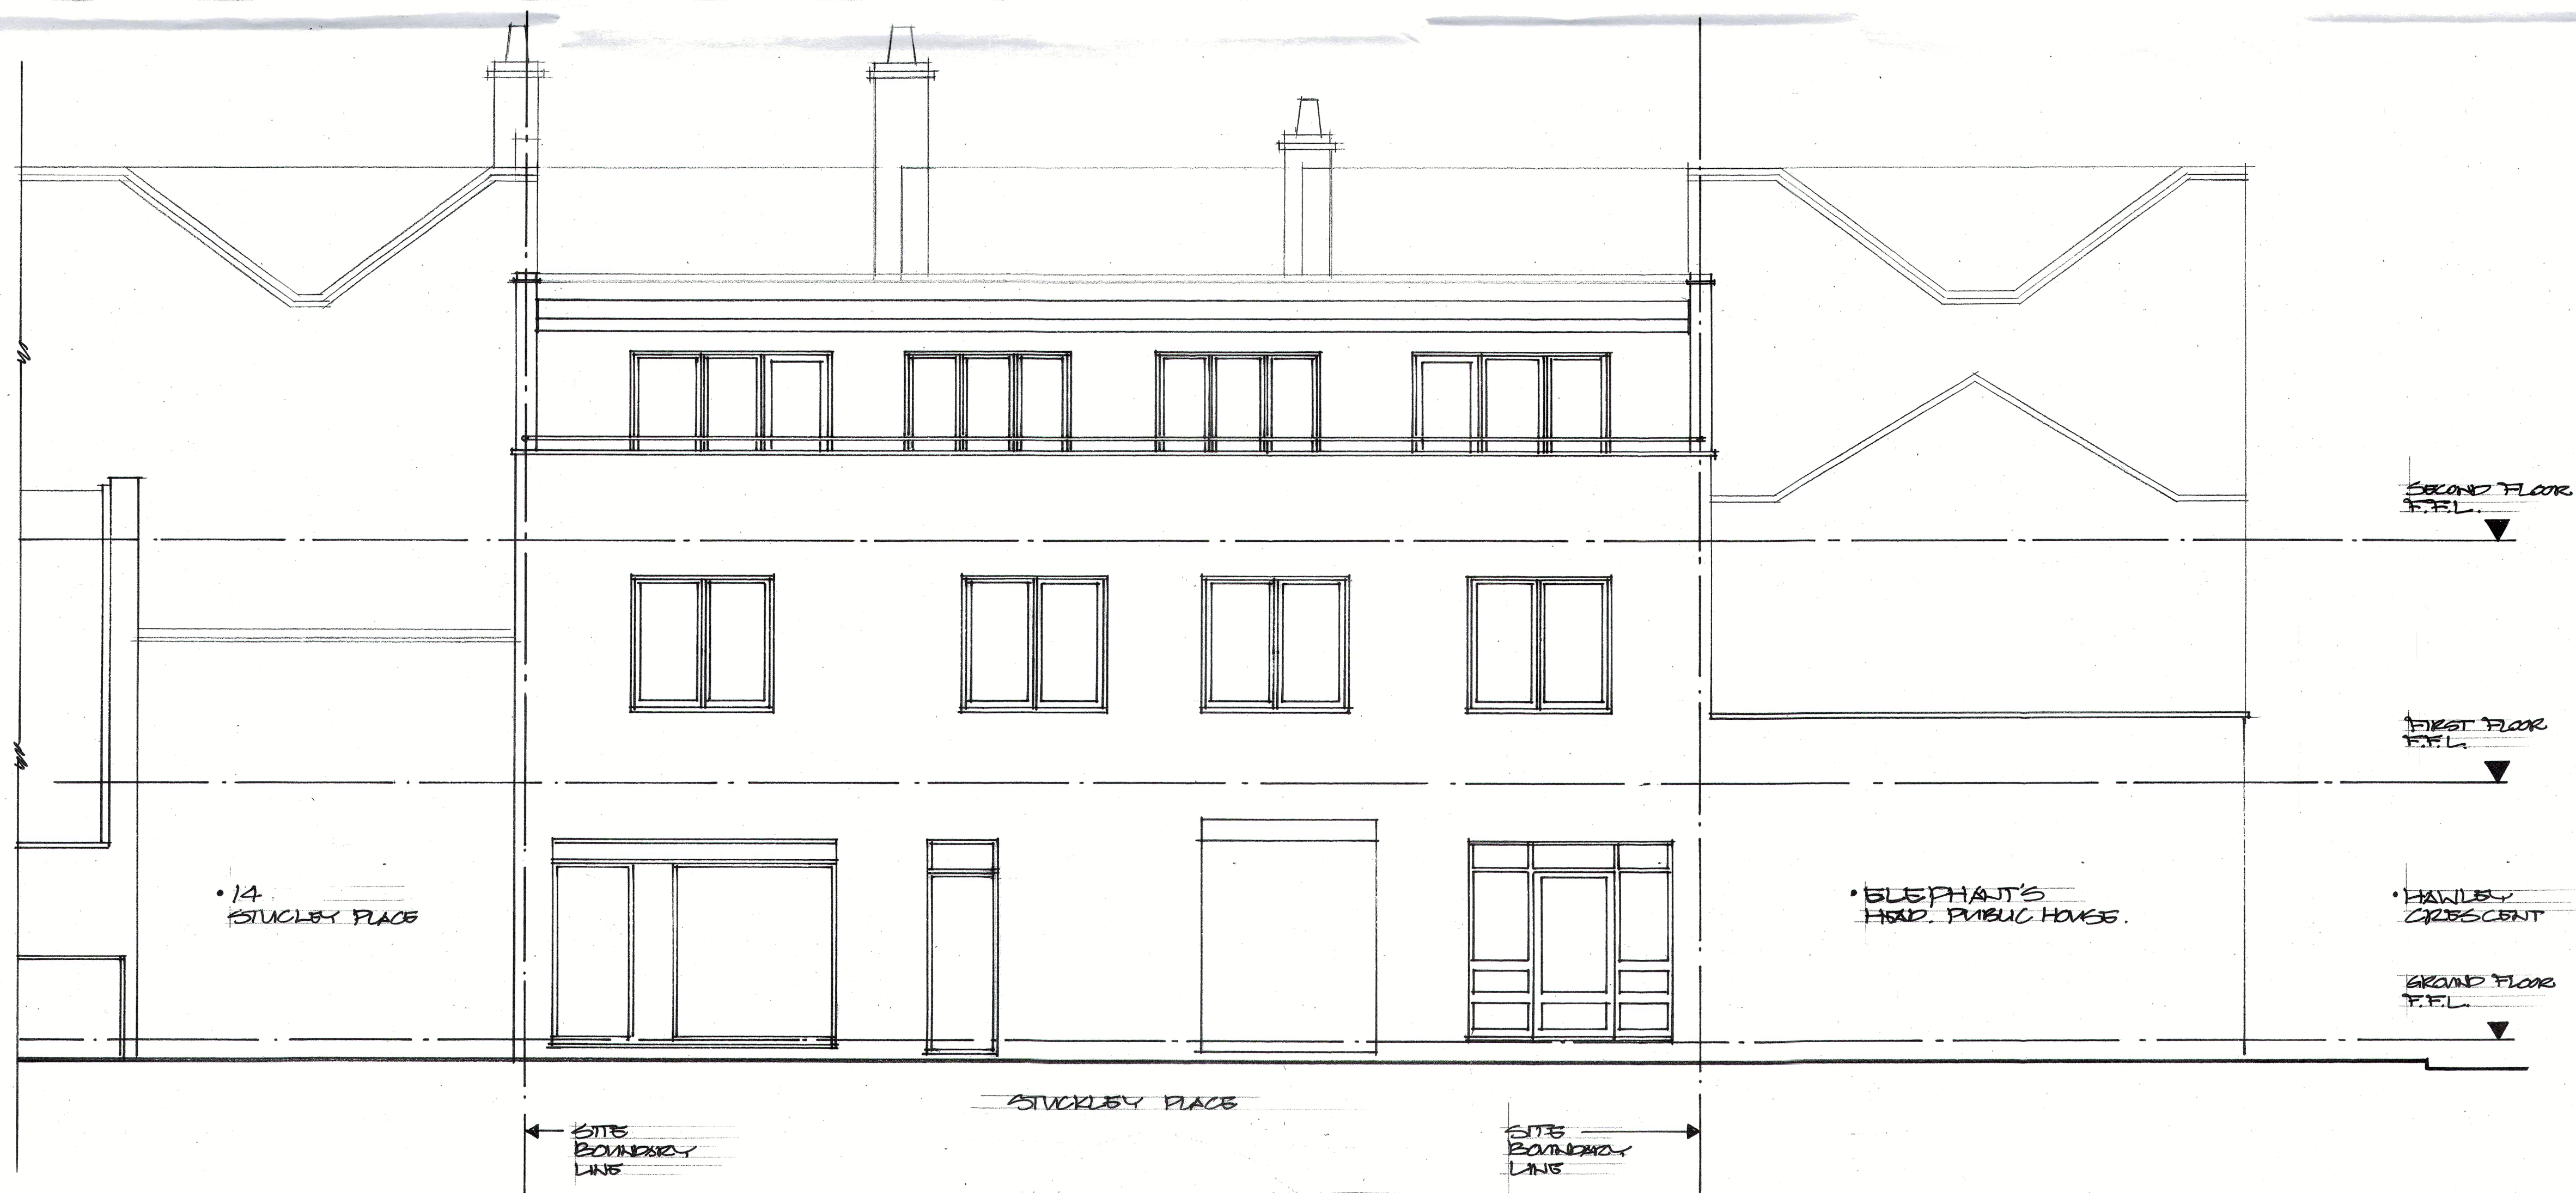 SECOND FLOOR
F.F.L.
FIRST FLOOR
F.F.L.
• 14
STUCLEY PLACE
• ELEPHANT'S
HEAD. PUBLIC HOUSE.
• HAWLEY
CRESCENT
GROUND FLOOR
F.F.L.
STUCKLEY PLACE
SITE
BOUNDARY
LINE
SITE
BOUNDARY
LINE